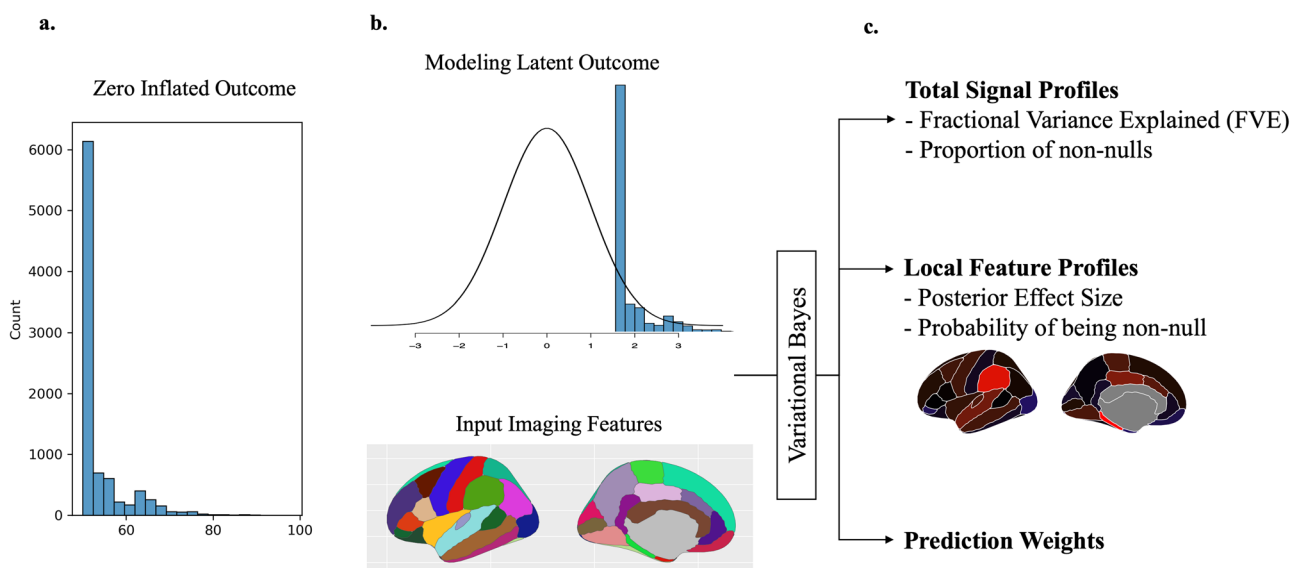 a.
Zero Inflated Outcome
6000
5000
4000
3000
2000
1000
0
Count
60
80
100
b.
Modeling Latent Outcome
−3
−2
−1
0
1
2
3
Input Imaging Features
Variational Bayes
c.
Total Signal Profiles
- Fractional Variance Explained (FVE)
- Proportion of non-nulls
Local Feature Profiles
- Posterior Effect Size
- Probability of being non-null
Prediction Weights